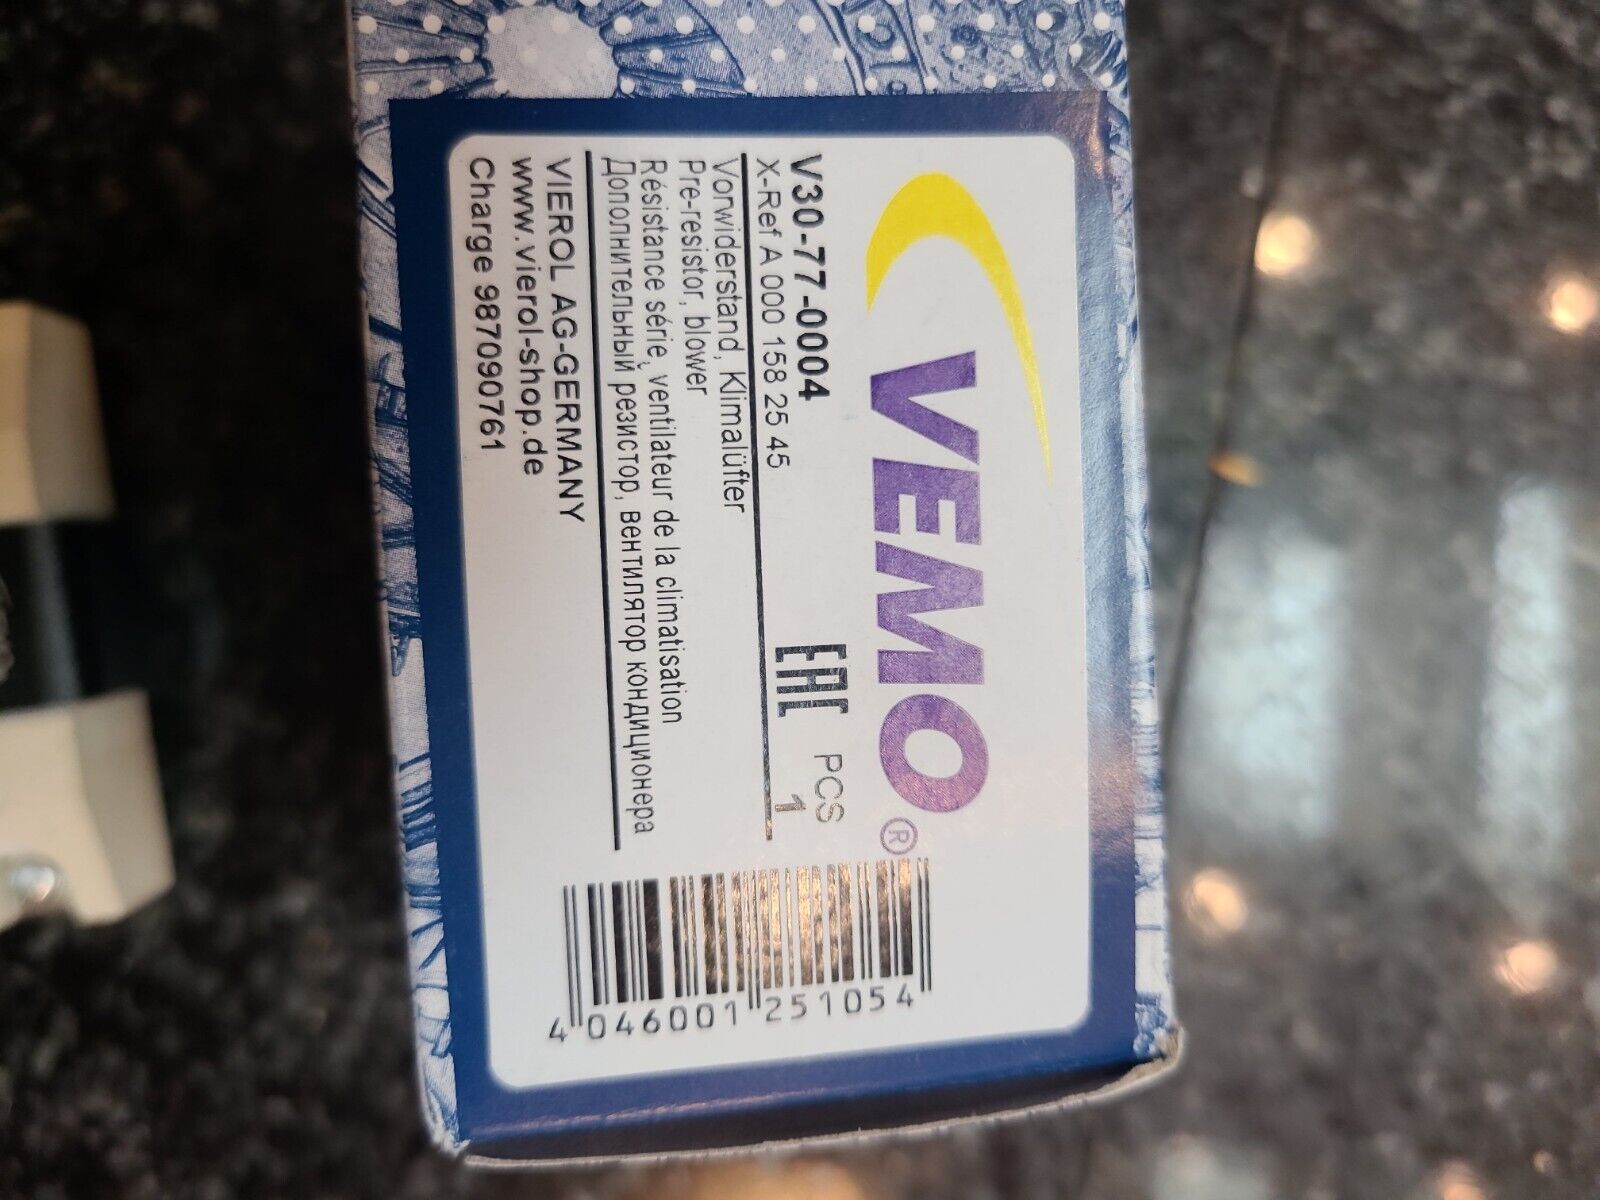 VEMO®
V30-77-0004
X-Ref A 000 158 25 45
EAC
PCS
1
Vorwiderstand, Klimalüfter
Pre-resistor, blower
Résistance série, ventilateur de la climatisation
Дополнительный резистор, вентилятор кондиционера
VIEROL AG-GERMANY
www.vierol-shop.de
Charge 987090761
4 046001 251054